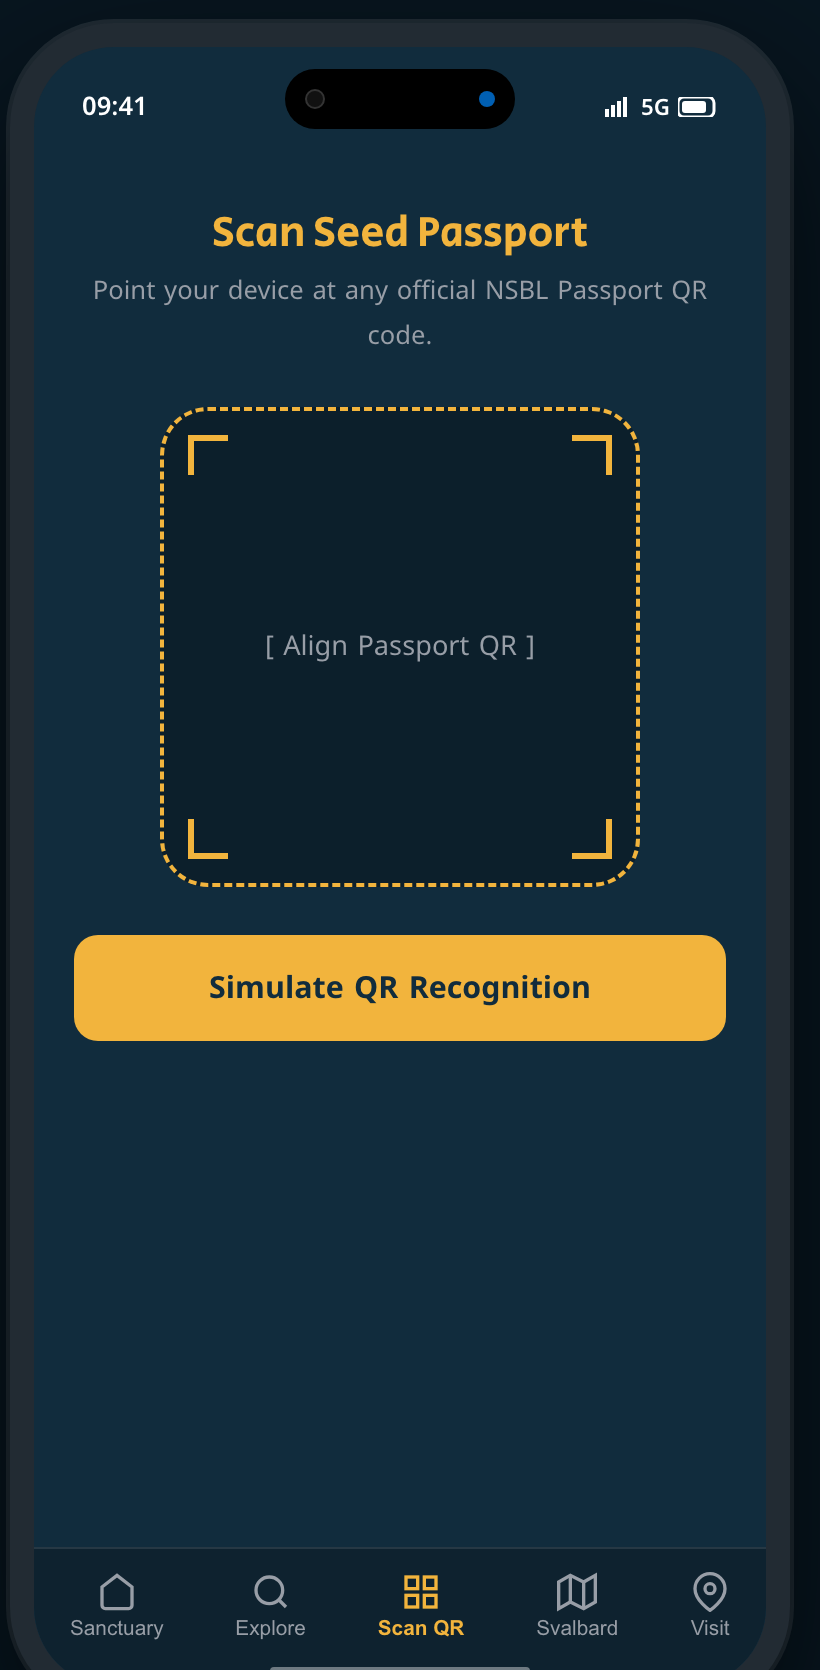 09:41
5G
Scan Seed Passport
Point your device at any official NSBL Passport QR
code.
[ Align Passport QR ]
Simulate QR Recognition
Sanctuary
Explore
Scan QR
Svalbard
Visit